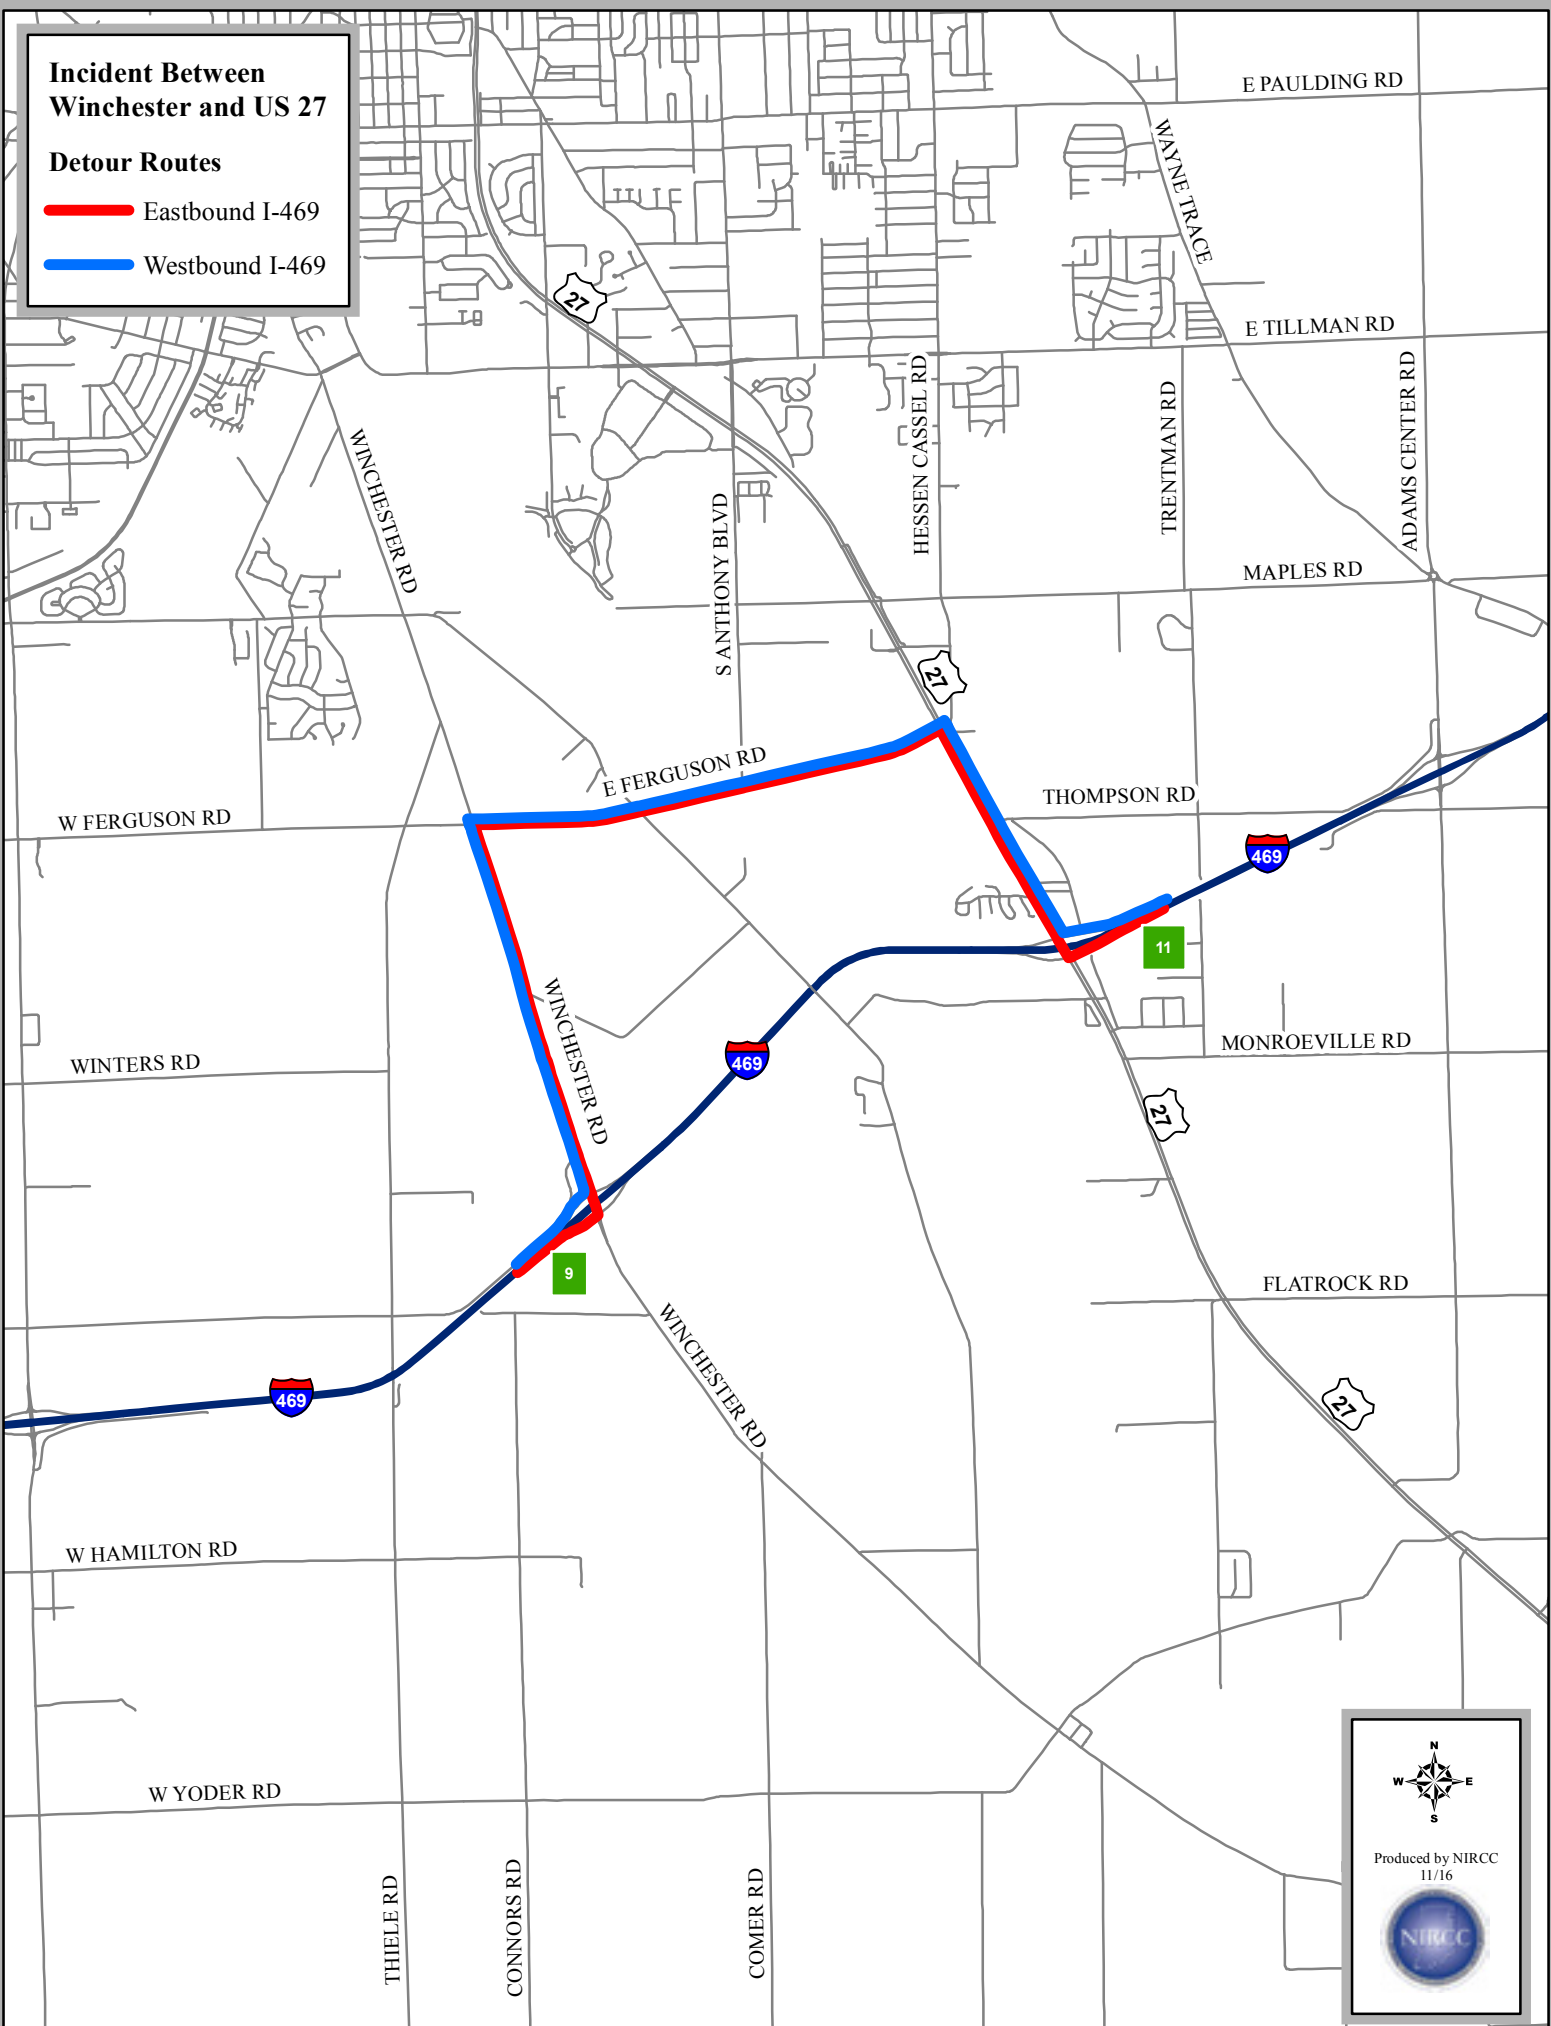 Incident Between
Winchester and US 27
Detour Routes
Eastbound I-469
Westbound I-469
E PAULDING RD
WAYNE TRACE
27
E TILLMAN RD
HESSEN CASSEL RD
TRENTMAN RD
ADAMS CENTER RD
WINCHESTER RD
S ANTHONY BLVD
MAPLES RD
27
E FERGUSON RD
W FERGUSON RD
THOMPSON RD
469
11
WINCHESTER RD
MONROEVILLE RD
469
WINTERS RD
27
9
FLATROCK RD
WINCHESTER RD
469
27
W HAMILTON RD
W YODER RD
THIELE RD
CONNORS RD
COMER RD
N
W E
S
Produced by NIRCC
11/16
NIRCC